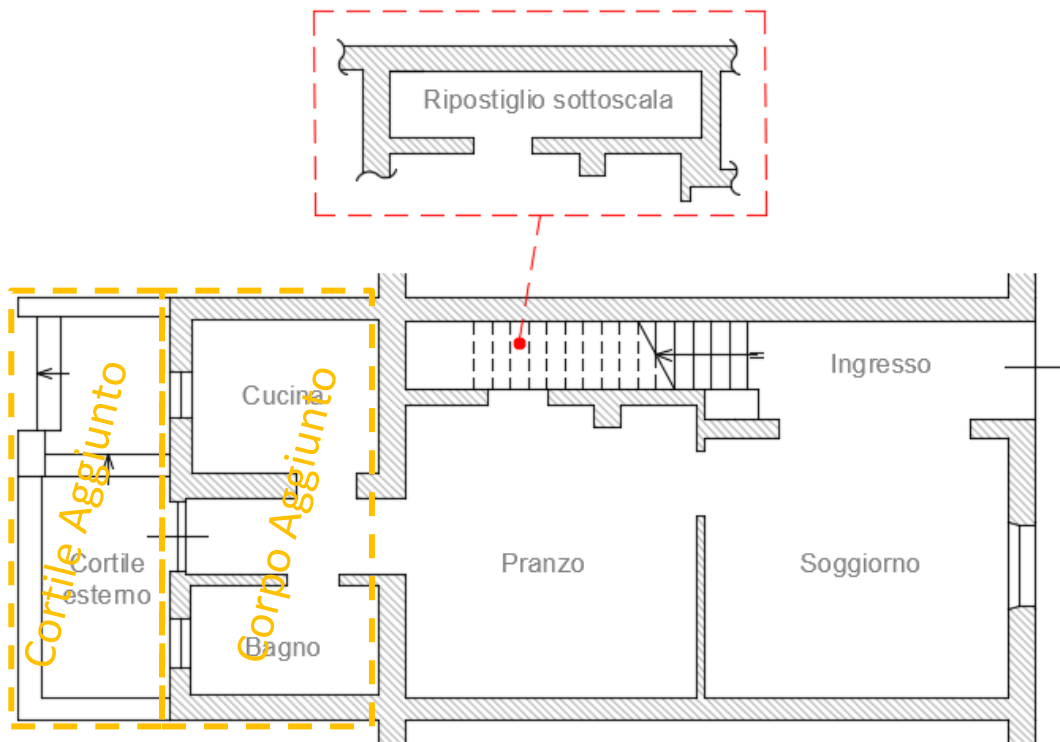 Ripostiglio sottoscala
Ingresso
Cucina
Cortile Aggiunto
Corpo Aggiunto
Cortile
esterno
Pranzo
Soggiorno
Bagno